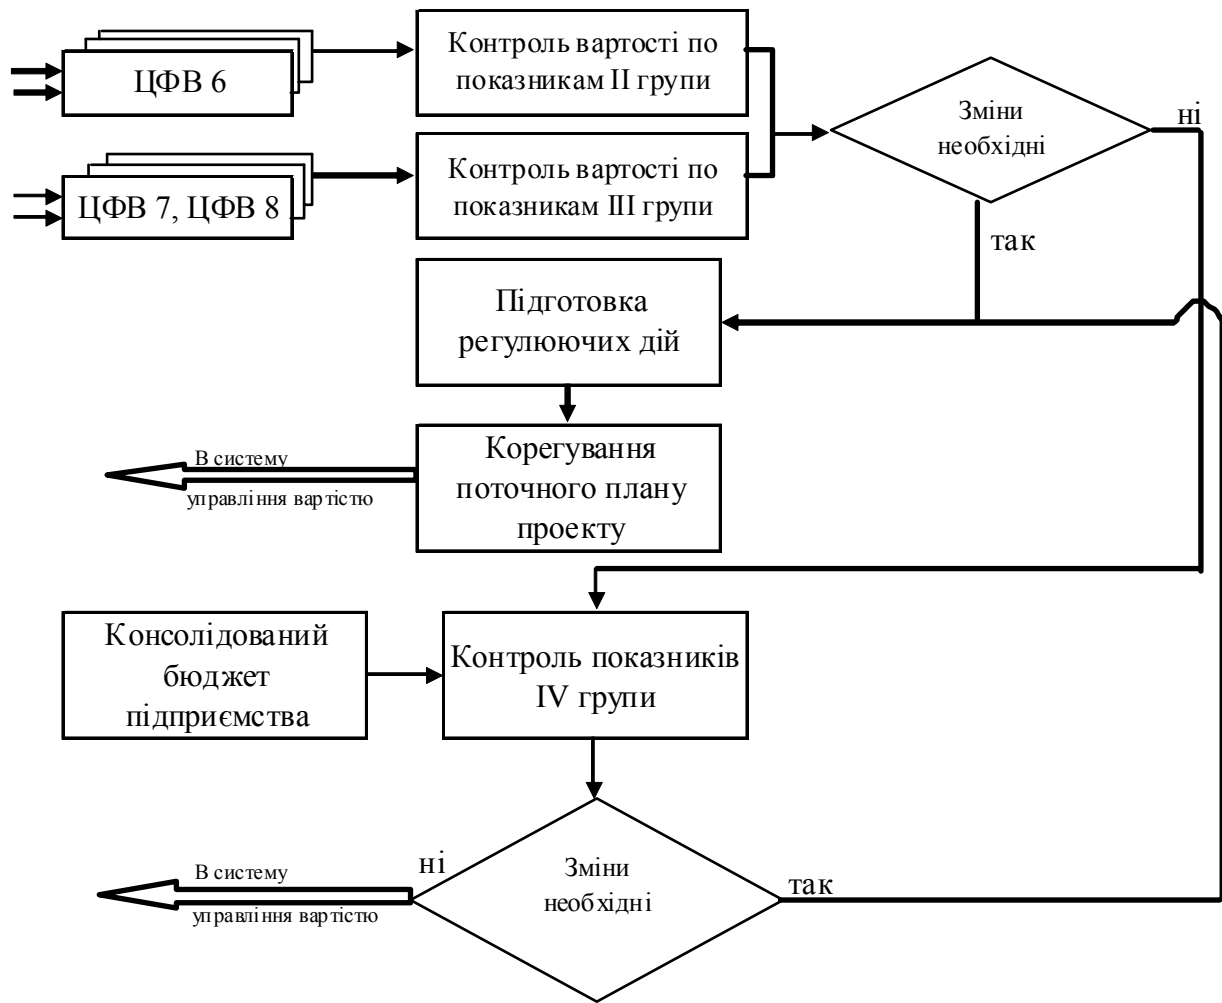 ЦФВ 6
Контроль вартості по
показникам II групи
Зміни
необхідні
ні
ЦФВ 7, ЦФВ 8
Контроль вартості по
показникам III групи
так
Підготовка
регулюючих дій
Корегування
поточного плану
проекту
В систему
управління вартістю
Консолідований
бюджет
підприємства
Контроль показників
IV групи
ні
Зміни
необхідні
так
В систему
управління вартістю